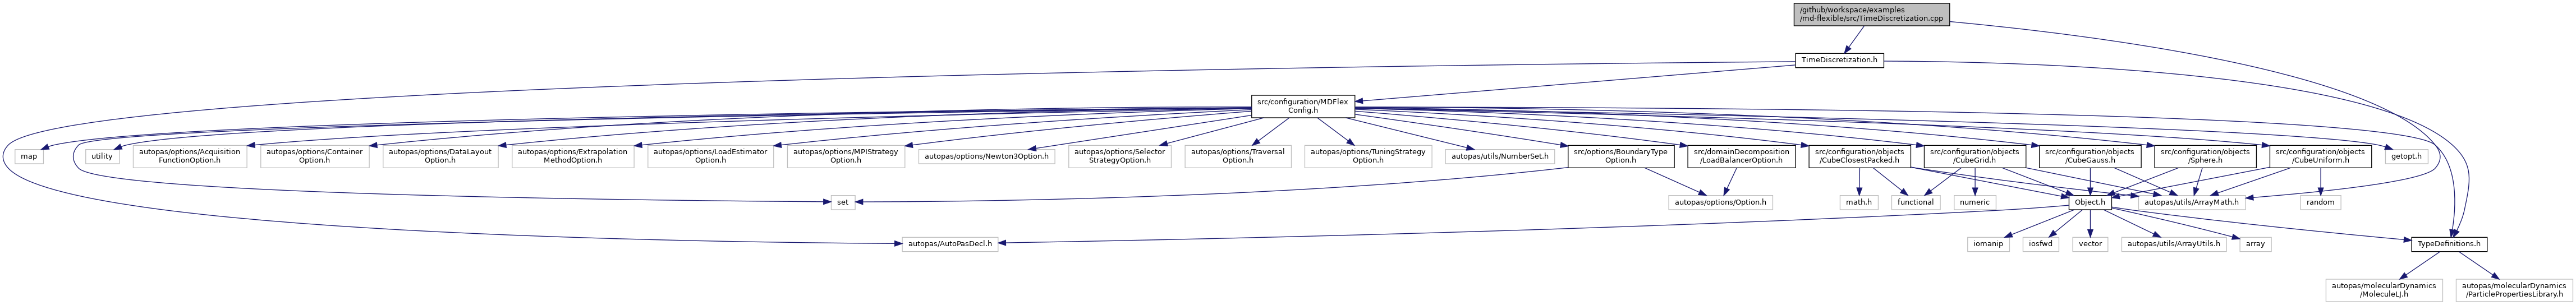 /github/workspace/examples
/md-flexible/src/TimeDiscretization.cpp
TimeDiscretization.h
src/configuration/MDFlex
Config.h
map
utility
autopas/options/Acquisition
FunctionOption.h
autopas/options/Container
Option.h
autopas/options/DataLayout
Option.h
autopas/options/Extrapolation
MethodOption.h
autopas/options/LoadEstimator
Option.h
autopas/options/MPIStrategy
Option.h
autopas/options/Newton3Option.h
autopas/options/Selector
StrategyOption.h
autopas/options/Traversal
Option.h
autopas/options/TuningStrategy
Option.h
autopas/utils/NumberSet.h
src/options/BoundaryType
Option.h
src/domainDecomposition
/LoadBalancerOption.h
src/configuration/objects
/CubeClosestPacked.h
src/configuration/objects
/CubeGrid.h
src/configuration/objects
/CubeGauss.h
src/configuration/objects
/Sphere.h
src/configuration/objects
/CubeUniform.h
getopt.h
set
autopas/options/Option.h
math.h
functional
numeric
Object.h
autopas/utils/ArrayMath.h
random
autopas/AutoPasDecl.h
iomanip
iosfwd
vector
autopas/utils/ArrayUtils.h
array
TypeDefinitions.h
autopas/molecularDynamics
/MoleculeLJ.h
autopas/molecularDynamics
/ParticlePropertiesLibrary.h